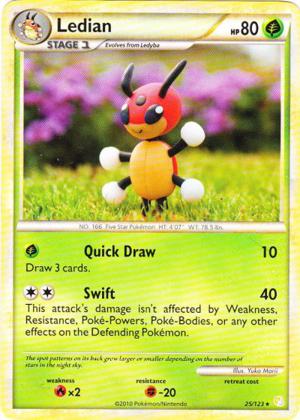 Ledian
HP 80
STAGE 1 Evolves from Ledyba
NO. 166 Five Star Pokémon HT: 4'07" WT: 78.5 lbs.
Quick Draw 10
Draw 3 cards.
Swift 40
This attack's damage isn't affected by Weakness,
Resistance, Poké-Powers, Poké-Bodies, or any other
effects on the Defending Pokémon.
The spot patterns on its back grow larger or smaller depending on the number of
stars in the night sky.
Illus. Yuka Morii
weakness resistance retreat cost
×2 -20
©2010 Pokémon 25/123 ★